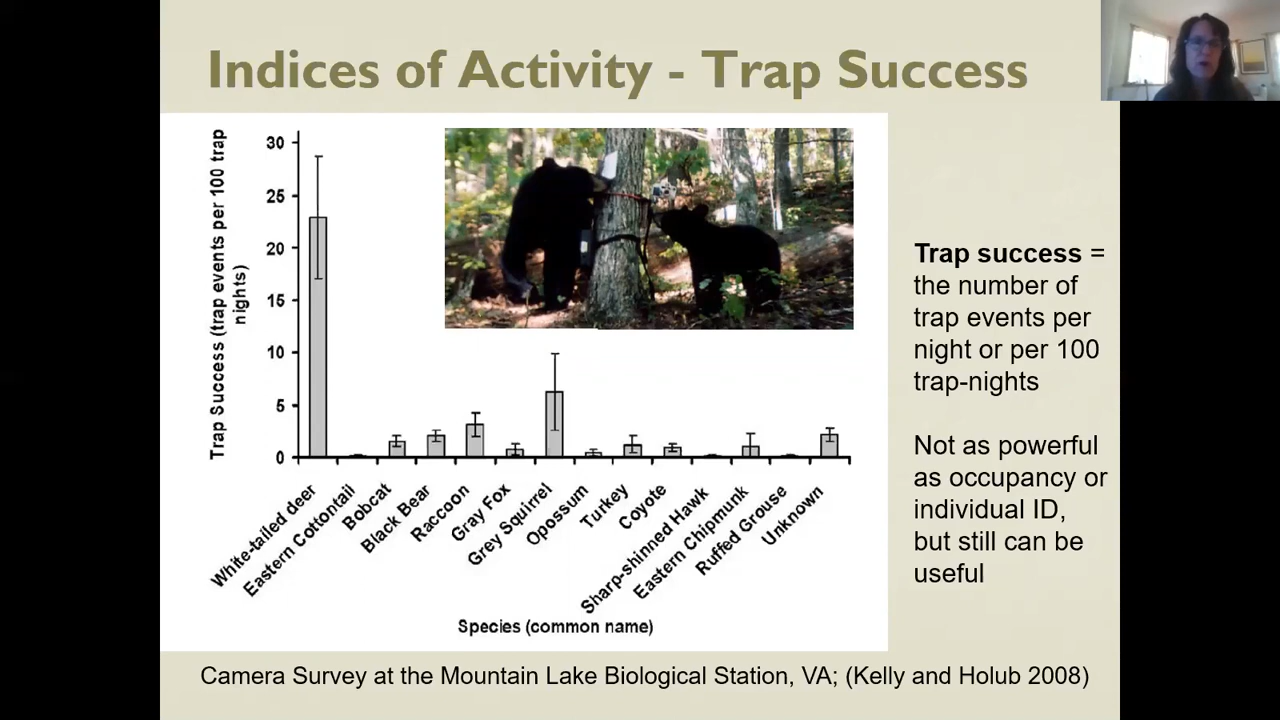 Indices of Activity - Trap Success
Trap Success (trap events per 100 trap
nights)
30
25
20
15
10
5
0
White-tailed deer
Eastern Cottontail
Bobcat
Black Bear
Raccoon
Gray Fox
Grey Squirrel
Opossum
Turkey
Coyote
Sharp-shinned Hawk
Eastern Chipmunk
Ruffed Grouse
Unknown
Species (common name)
Trap success =
the number of
trap events per
night or per 100
trap-nights
Not as powerful
as occupancy or
individual ID,
but still can be
useful
Camera Survey at the Mountain Lake Biological Station, VA; (Kelly and Holub 2008)